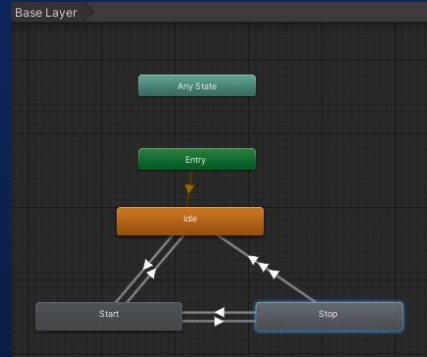 Base Layer
Any State
Entry
Idle
Start
Stop